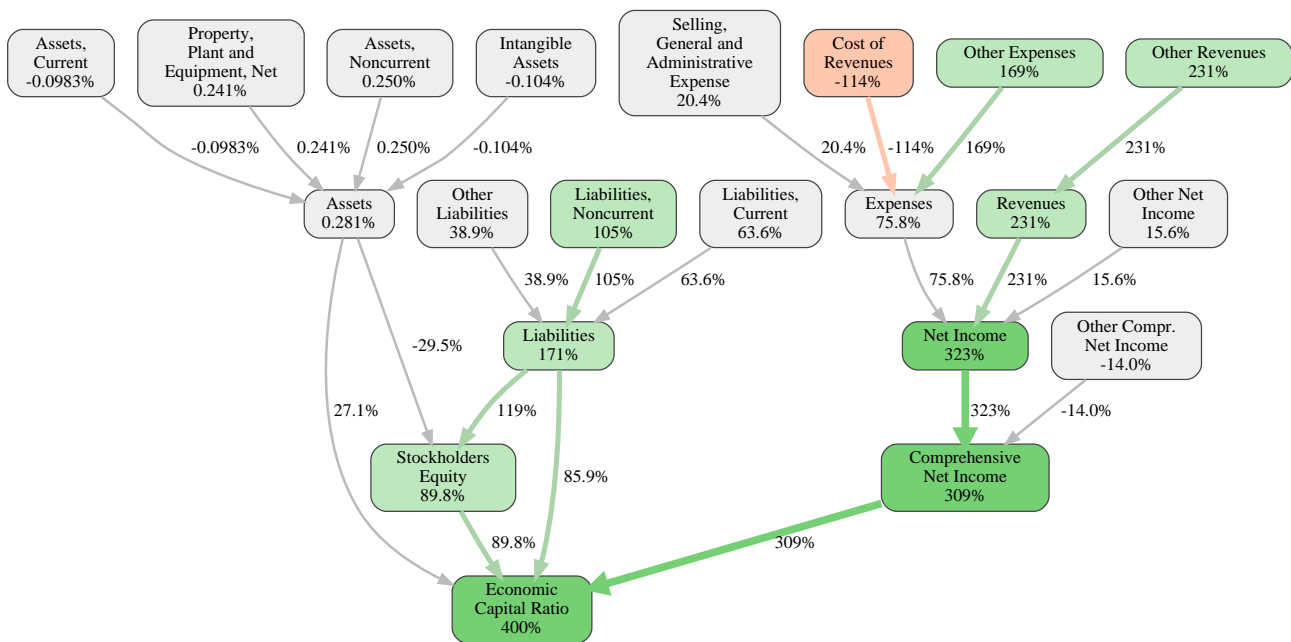 Assets,
Current
-0.0983%
Property,
Plant and
Equipment, Net
0.241%
Assets,
Noncurrent
0.250%
Intangible
Assets
-0.104%
Selling,
General and
Administrative
Expense
20.4%
Cost of
Revenues
-114%
Other Expenses
169%
Other Revenues
231%
-0.0983%
0.241%
0.250%
-0.104%
20.4%
-114%
169%
231%
Assets
0.281%
Other
Liabilities
38.9%
Liabilities,
Noncurrent
105%
Liabilities,
Current
63.6%
Expenses
75.8%
Revenues
231%
Other Net
Income
15.6%
38.9%
105%
63.6%
75.8%
231%
15.6%
Liabilities
171%
Net Income
323%
Other Compr.
Net Income
-14.0%
-29.5%
27.1%
119%
85.9%
323%
-14.0%
Stockholders
Equity
89.8%
Comprehensive
Net Income
309%
89.8%
309%
Economic
Capital Ratio
400%